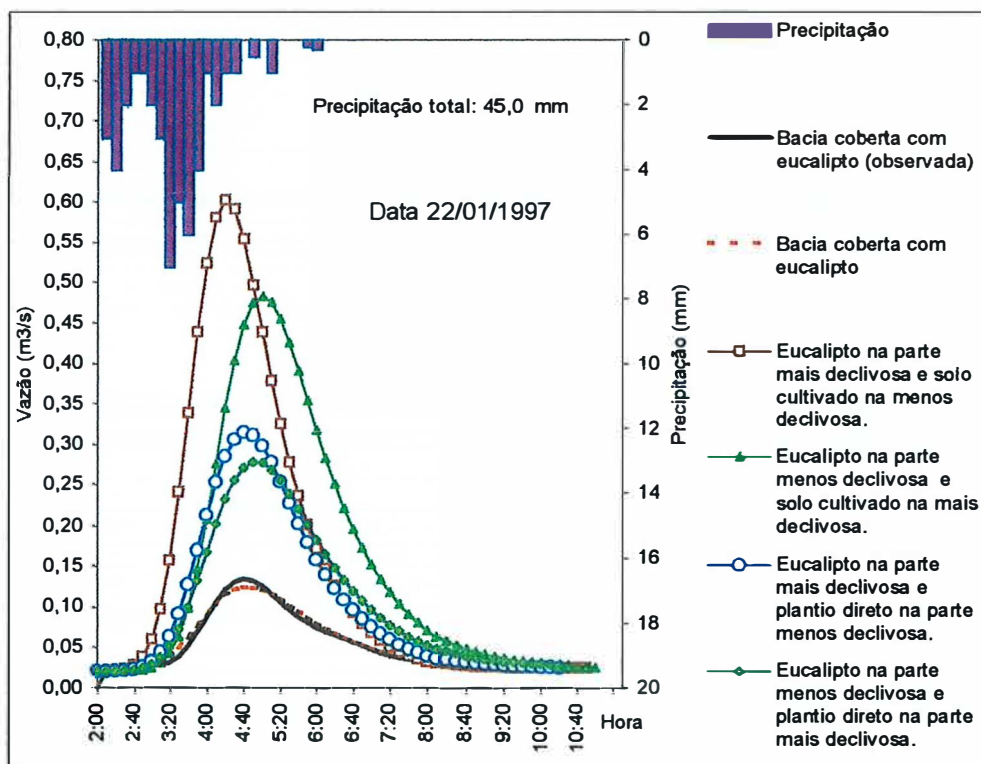 0,80
0,75
0,70
0,65
0,60
0,55
0,50
0,45
0,40
0,35
0,30
0,25
0,20
0,15
0,10
0,05
0,00
Vazão (m3/s)
Precipitação total: 45,0 mm
Data 22/01/1997
0
2
4
6
8
10
12
14
16
18
20
Precipitação (mm)
2:00
2:40
3:20
4:00
4:40
5:20
6:00
6:40
7:20
8:00
8:40
9:20
10:00
10:40
Hora
Precipitação
Bacia coberta com
eucalipto (observada)
Bacia coberta com
eucalipto
Eucalipto na parte
mais declivosa e solo
cultivado na menos
declivosa.
Eucalipto na parte
menos declivosa e
solo cultivado na mais
declivosa.
Eucalipto na parte
mais declivosa e
plantio direto na parte
menos declivosa.
Eucalipto na parte
menos declivosa e
plantio direto na parte
mais declivosa.